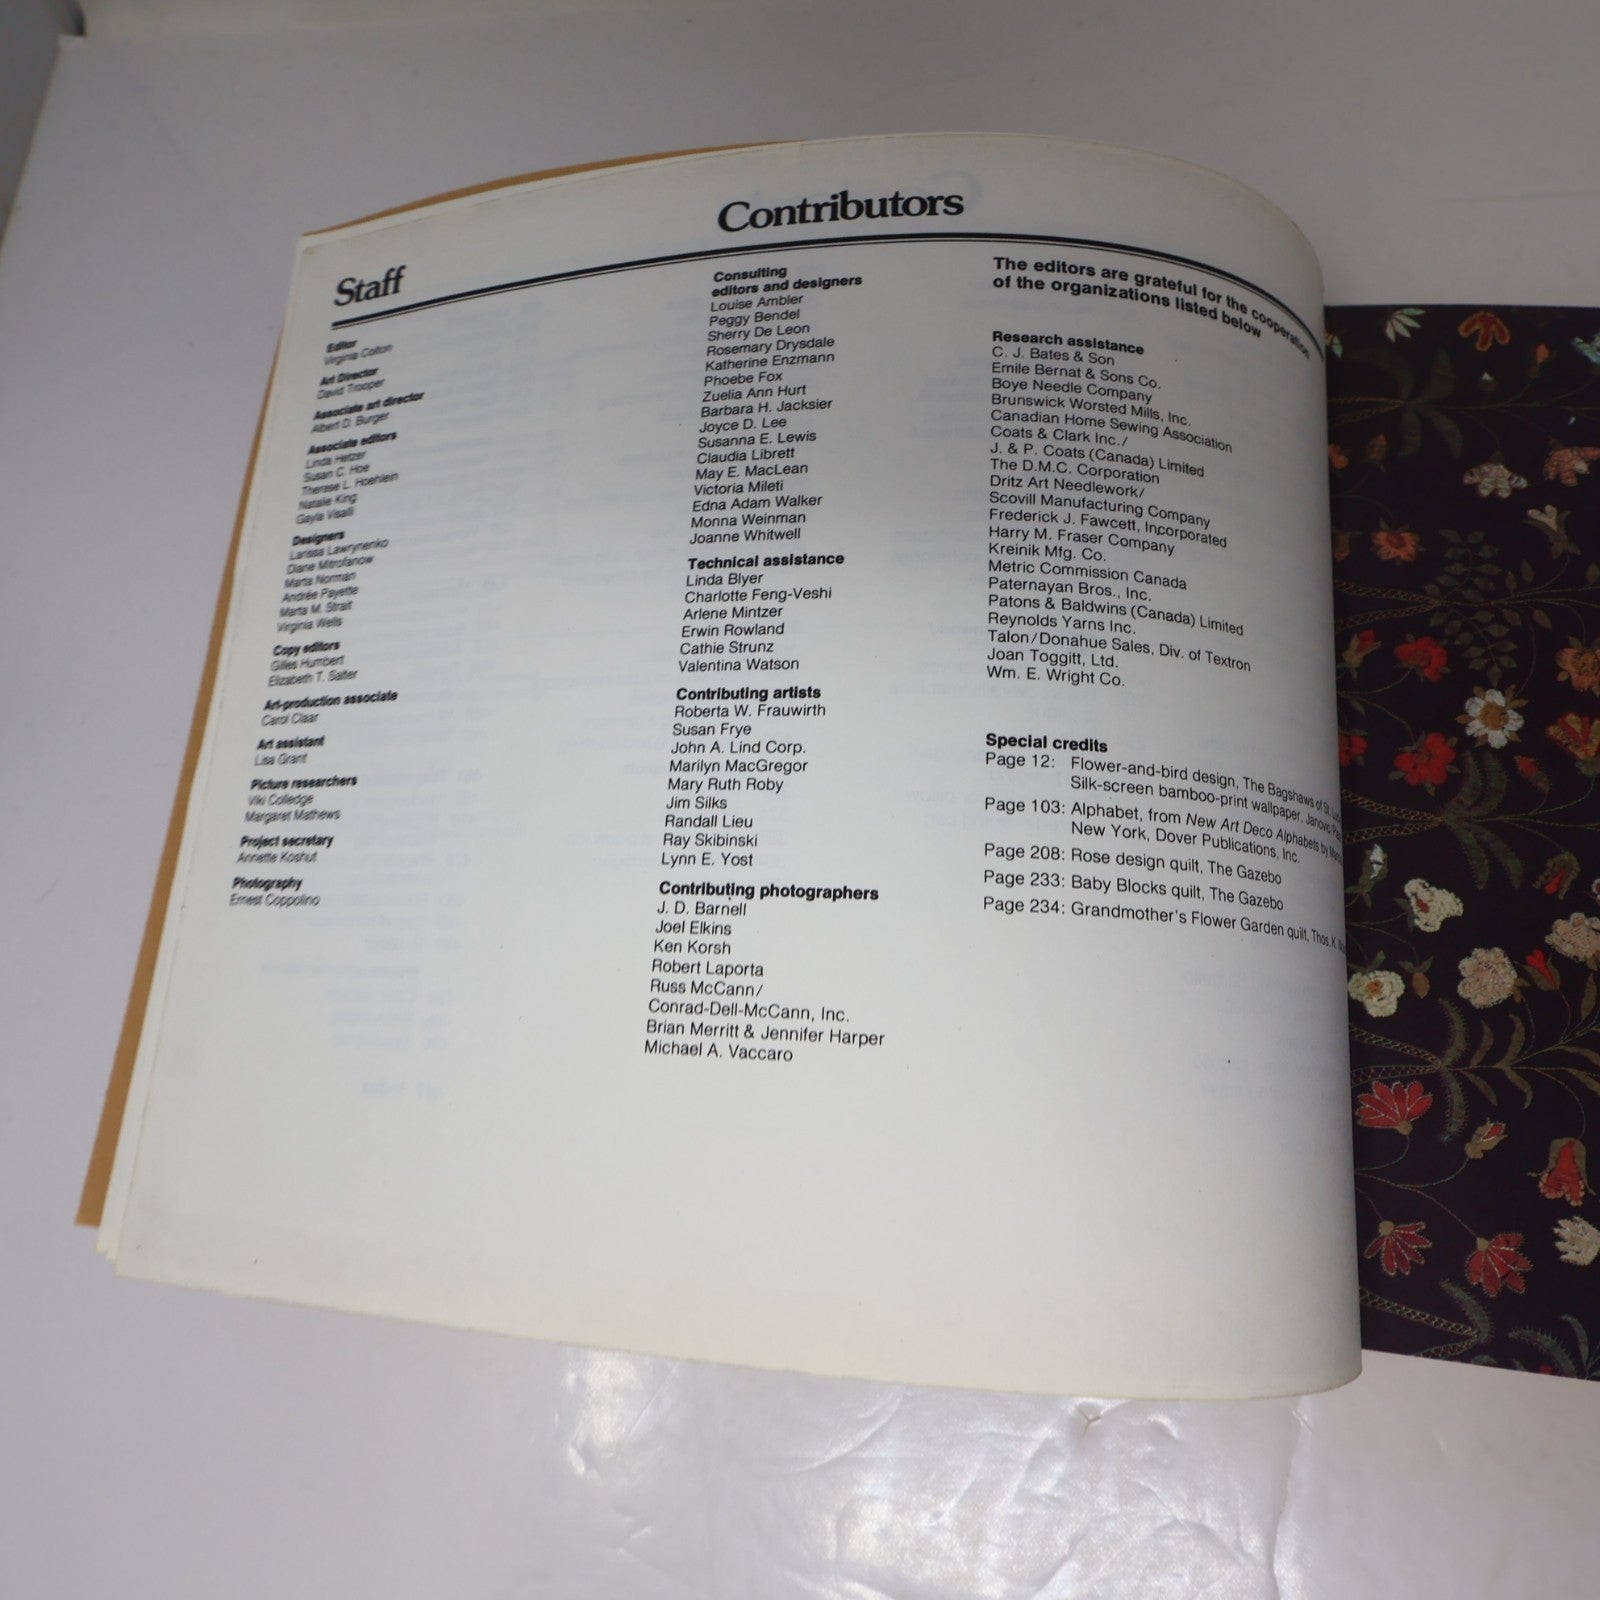 Contributors
Staff
Editor
Virginia Colton
Art Director
David Trooper
Associate art director
Albert D. Burger
Associate editors
Linda Hetzer
Susan C. Hoe
Therese L. Hoehlein
Natalie King
Gayla Visalli
Designers
Larissa Lawrynenko
Diane Mitrofanow
Marta Norman
Andrée Payette
Marta M. Strait
Virginia Wells
Copy editors
Gilles Humbert
Elizabeth T. Salter
Art-production associate
Carol Claar
Art assistant
Lisa Grant
Picture researchers
Viki Colledge
Margaret Mathews
Project secretary
Annette Koshut
Photography
Ernest Coppolino
Consulting
editors and designers
Louise Ambler
Peggy Bendel
Sherry De Leon
Rosemary Drysdale
Katherine Enzmann
Phoebe Fox
Zuelia Ann Hurt
Barbara H. Jacksier
Joyce D. Lee
Susanna E. Lewis
Claudia Librett
May E. MacLean
Victoria Mileti
Edna Adam Walker
Monna Weinman
Joanne Whitwell
Technical assistance
Linda Blyer
Charlotte Feng-Veshi
Arlene Mintzer
Erwin Rowland
Cathie Strunz
Valentina Watson
Contributing artists
Roberta W. Frauwirth
Susan Frye
John A. Lind Corp.
Marilyn MacGregor
Mary Ruth Roby
Jim Silks
Randall Lieu
Ray Skibinski
Lynn E. Yost
Contributing photographers
J. D. Barnell
Joel Elkins
Ken Korsh
Robert Laporta
Russ McCann/
Conrad-Dell-McCann, Inc.
Brian Merritt & Jennifer Harper
Michael A. Vaccaro
The editors are grateful for the cooperation
of the organizations listed below
Research assistance
C. J. Bates & Son
Emile Bernat & Sons Co.
Boye Needle Company
Brunswick Worsted Mills, Inc.
Canadian Home Sewing Association
Coats & Clark Inc./
J. & P. Coats (Canada) Limited
The D.M.C. Corporation
Dritz Art Needlework/
Scovill Manufacturing Company
Frederick J. Fawcett, Incorporated
Harry M. Fraser Company
Kreinik Mfg. Co.
Metric Commission Canada
Paternayan Bros., Inc.
Patons & Baldwins (Canada) Limited
Reynolds Yarns Inc.
Talon/Donahue Sales, Div. of Textron
Joan Toggitt, Ltd.
Wm. E. Wright Co.
Special credits
Page 12: Flower-and-bird design, The Bagshaws of St.
Silk-screen bamboo-print wallpaper, Janovic
Page 103: Alphabet, from New Art Deco Alphabets by
New York, Dover Publications, Inc.
Page 208: Rose design quilt, The Gazebo
Page 233: Baby Blocks quilt, The Gazebo
Page 234: Grandmother's Flower Garden quilt, Thos. K.